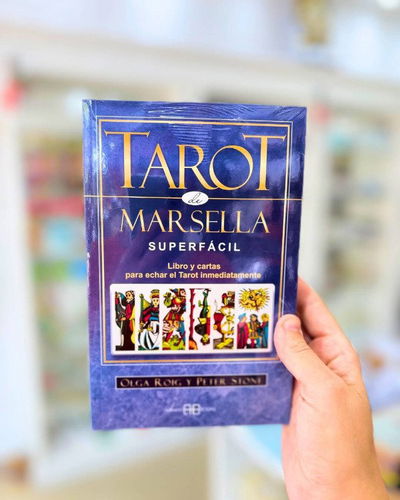 TAROT
de
MARSELLA
SUPERFÁCIL
Libro y cartas
para echar el Tarot inmediatamente
OLGA ROIG Y PETER STONE